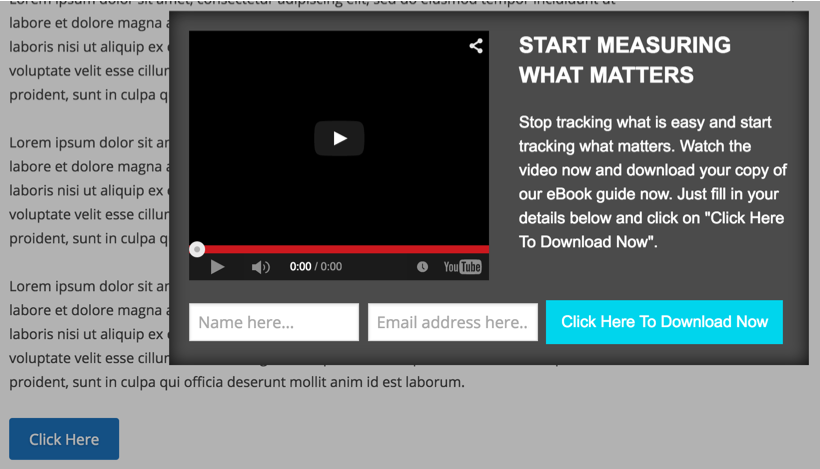 Lorem ipsum dolor sit amet, consectetur adipiscing elit, sed do eiusmod tempor incididunt ut
labore et dolore magna
laboris nisi ut aliquip ex
voluptate velit esse
proident, sunt in culpa
Lorem ipsum dolor sit
labore et dolore magna
laboris nisi ut aliquip ex
voluptate velit esse
proident, sunt in culpa
Lorem ipsum dolor sit
labore et dolore magna
laboris nisi ut aliquip ex
voluptate velit esse
proident, sunt in culpa qui officia deserunt mollit anim id est laborum.
Click Here
START MEASURING
WHAT MATTERS
Stop tracking what is easy and start
tracking what matters. Watch the
video now and download your copy of
our eBook guide now. Just fill in your
details below and click on "Click Here
To Download Now".
0:00 / 0:00
YouTube
Name here...
Email address here..
Click Here To Download Now